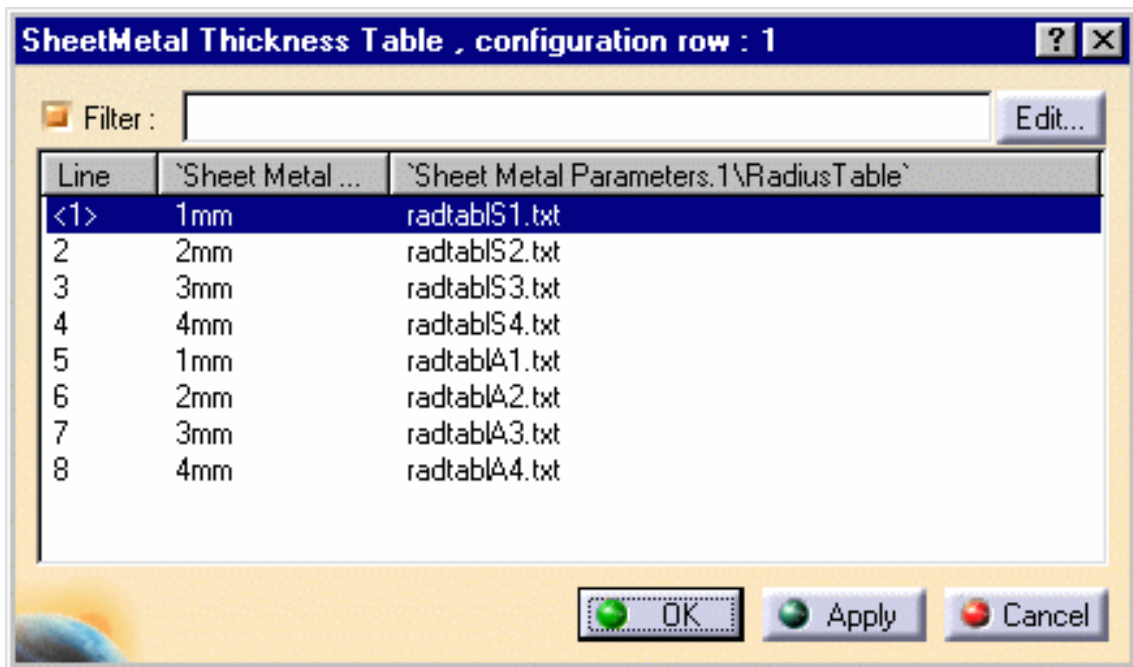 SheetMetal Thickness Table , configuration row : 1
Filter : Edit...
Line `Sheet Metal ... `Sheet Metal Parameters.1\RadiusTable`
<1> 1mm radtablS1.txt
2 2mm radtablS2.txt
3 3mm radtablS3.txt
4 4mm radtablS4.txt
5 1mm radtablA1.txt
6 2mm radtablA2.txt
7 3mm radtablA3.txt
8 4mm radtablA4.txt
OK Apply Cancel